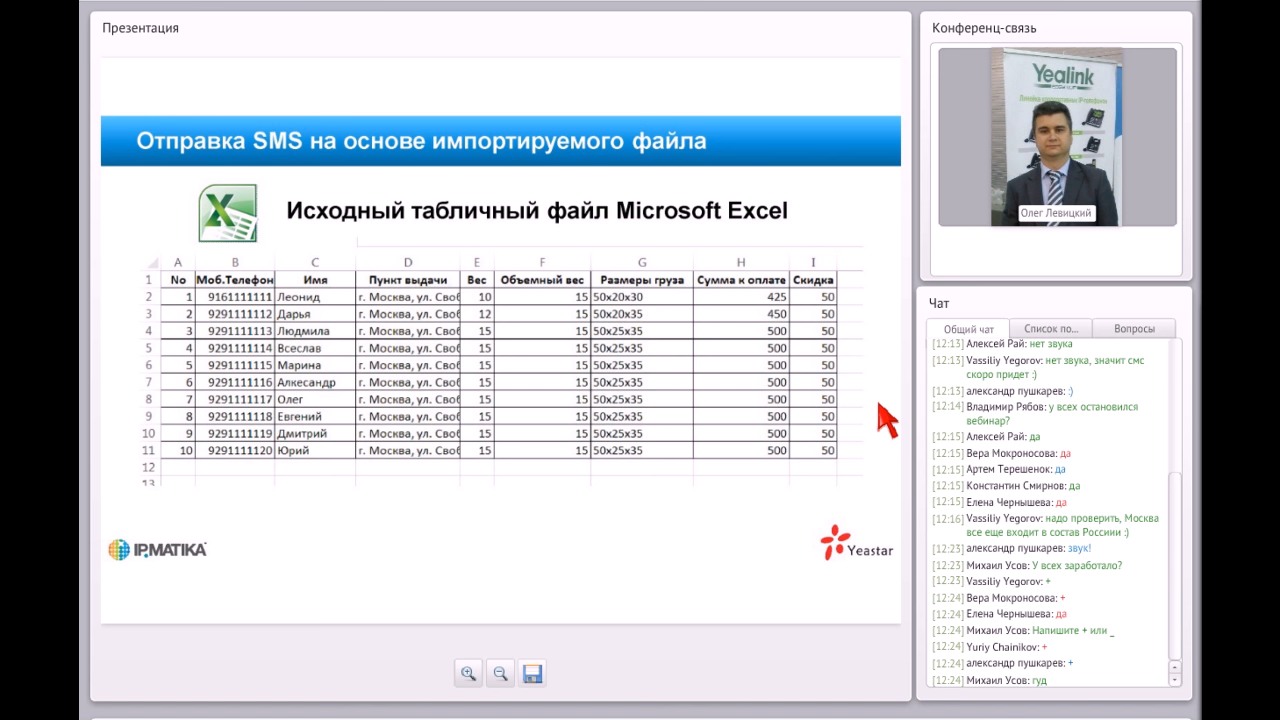 Презентация
Отправка SMS на основе импортируемого файла
Исходный табличный файл Microsoft Excel
A B C D E F G H I
1 No Моб.Телефон Имя Пункт выдачи Вес Объемный вес Размеры груза Сумма к оплате Скидка
2 1 9161111111 Леонид г. Москва, ул. Своб 10 15 50x20x30 425 50
3 2 9291111112 Дарья г. Москва, ул. Своб 12 15 50x20x35 450 50
4 3 9291111113 Людмила г. Москва, ул. Своб 15 15 50x25x35 500 50
5 4 9291111114 Всеслав г. Москва, ул. Своб 15 15 50x25x35 500 50
6 5 9291111115 Марина г. Москва, ул. Своб 15 15 50x25x35 500 50
7 6 9291111116 Алкесандр г. Москва, ул. Своб 15 15 50x25x35 500 50
8 7 9291111117 Олег г. Москва, ул. Своб 15 15 50x25x35 500 50
9 8 9291111118 Евгений г. Москва, ул. Своб 15 15 50x25x35 500 50
10 9 9291111119 Дмитрий г. Москва, ул. Своб 15 15 50x25x35 500 50
11 10 9291111120 Юрий г. Москва, ул. Своб 15 15 50x25x35 500 50
12
13
IPMATIKA
Yeastar
Конференц-связь
Yealink
Олег Левицкий
Чат
Общий чат Список по... Вопросы
[12:13] Алексей Рай: нет звука
[12:13] Vassiliy Yegorov: нет звука, значит смс
скоро придет :)
[12:13] александр пушкарев: :)
[12:14] Владимир Рябов: у всех остановился
вебинар?
[12:15] Алексей Рай: да
[12:15] Вера Мокроносова: да
[12:15] Артем Терешенок: да
[12:15] Константин Смирнов: да
[12:15] Елена Чернышева: да
[12:16] Vassiliy Yegorov: надо проверить, Москва
все еще входит в состав Росиии :)
[12:23] александр пушкарев: звук!
[12:23] Михаил Усов: У всех заработало?
[12:23] Vassiliy Yegorov: +
[12:24] Вера Мокроносова: +
[12:24] Елена Чернышева: да
[12:24] Михаил Усов: Напишите + или _
[12:24] Yuriy Chainikov: +
[12:24] александр пушкарев: +
[12:24] Михаил Усов: гуд